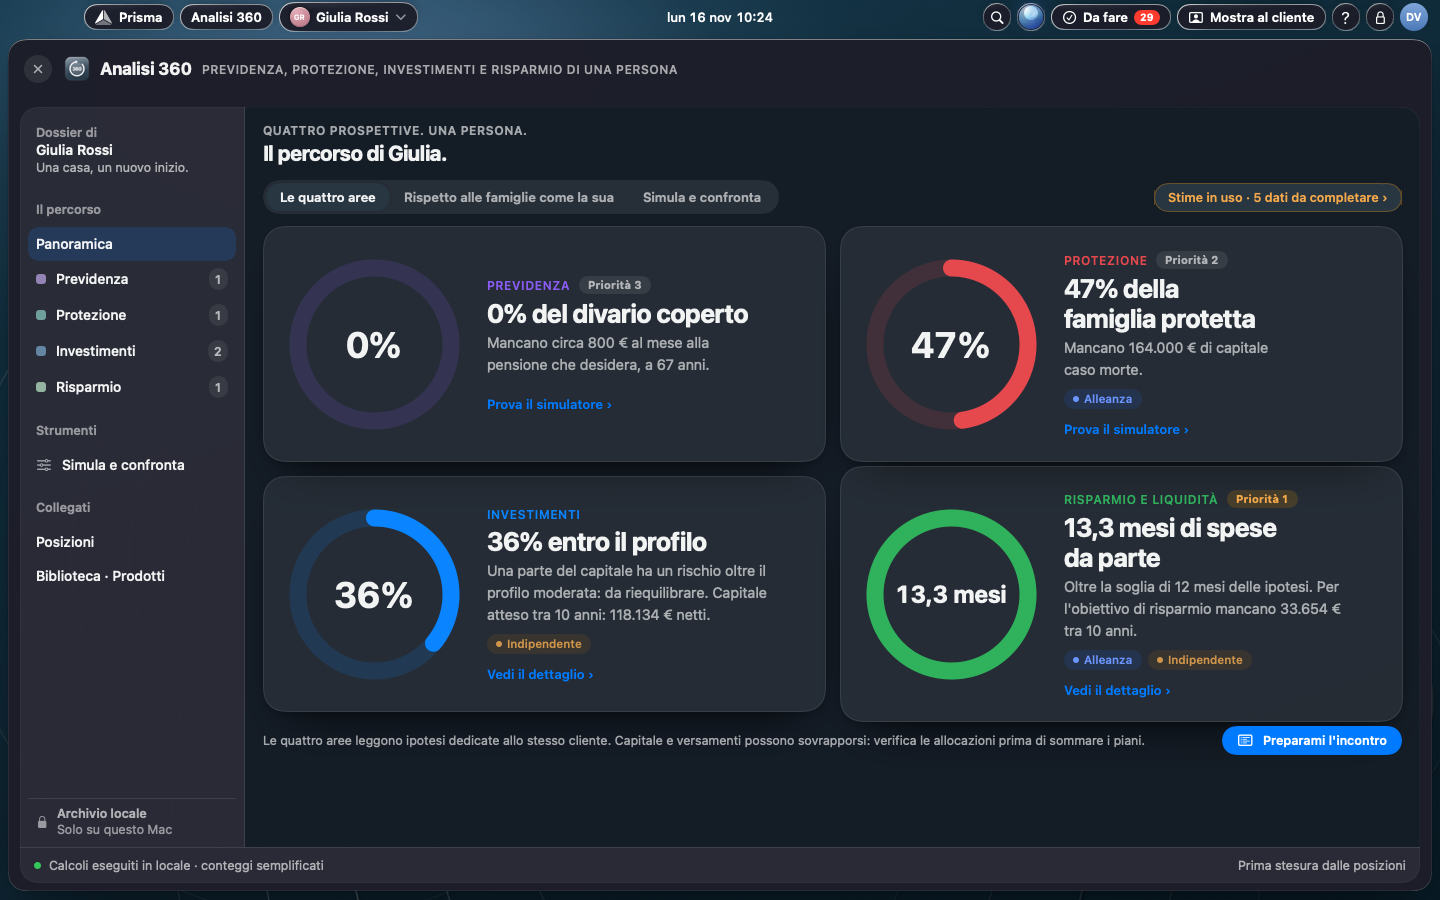 Prisma
Analisi 360
GR
Giulia Rossi
lun 16 nov 10:24
Da fare 29
Mostra al cliente
?
DV
360
Analisi 360
PREVIDENZA, PROTEZIONE, INVESTIMENTI E RISPARMIO DI UNA PERSONA
Dossier di
Giulia Rossi
Una casa, un nuovo inizio.
Il percorso
Panoramica
Previdenza 1
Protezione 1
Investimenti 2
Risparmio 1
Strumenti
Simula e confronta
Collegati
Posizioni
Biblioteca · Prodotti
Archivio locale
Solo su questo Mac
QUATTRO PROSPETTIVE. UNA PERSONA.
Il percorso di Giulia.
Le quattro aree
Rispetto alle famiglie come la sua
Simula e confronta
Stime in uso · 5 dati da completare ›
0%
PREVIDENZA Priorità 3
0% del divario coperto
Mancano circa 800 € al mese alla
pensione che desidera, a 67 anni.
Prova il simulatore ›
47%
PROTEZIONE Priorità 2
47% della
famiglia protetta
Mancano 164.000 € di capitale
caso morte.
Alleanza
Prova il simulatore ›
36%
INVESTIMENTI
36% entro il profilo
Una parte del capitale ha un rischio oltre il
profilo moderata: da riequilibrare. Capitale
atteso tra 10 anni: 118.134 € netti.
Indipendente
Vedi il dettaglio ›
13,3 mesi
RISPARMIO E LIQUIDITÀ Priorità 1
13,3 mesi di spese
da parte
Oltre la soglia di 12 mesi delle ipotesi. Per
l'obiettivo di risparmio mancano 33.654 €
tra 10 anni.
Alleanza Indipendente
Vedi il dettaglio ›
Le quattro aree leggono ipotesi dedicate allo stesso cliente. Capitale e versamenti possono sovrapporsi: verifica le allocazioni prima di sommare i piani.
Preparami l'incontro
Calcoli eseguiti in locale · conteggi semplificati
Prima stesura dalle posizioni